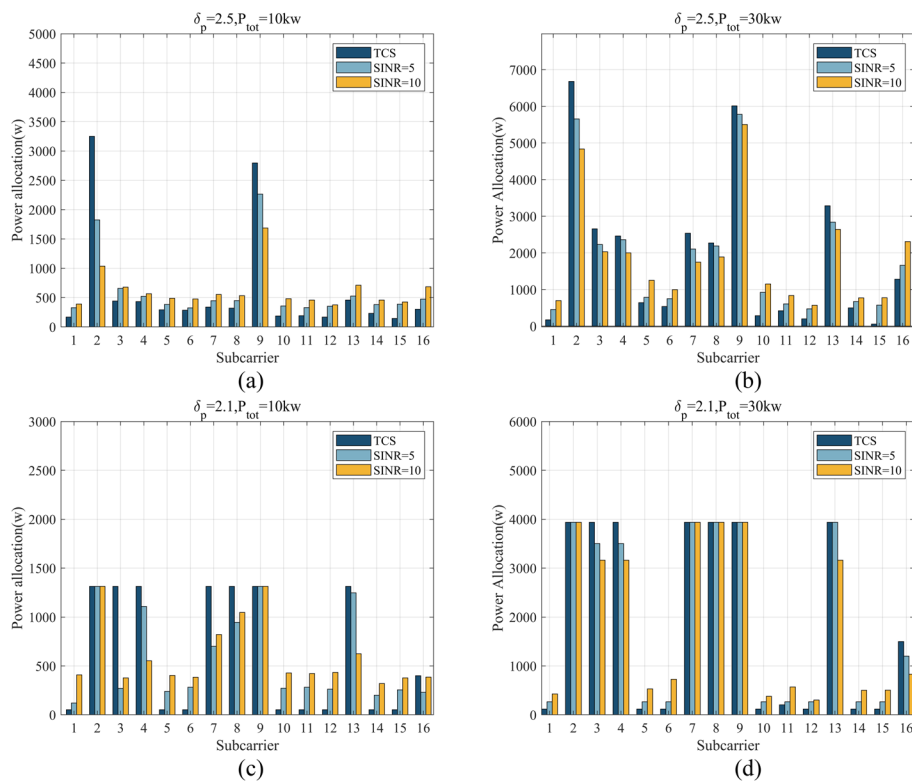 δp=2.5,Ptot=10kw
5000
4500
4000
3500
3000
2500
2000
1500
1000
500
0
Power allocation(w)
TCS
SINR=5
SINR=10
1 2 3 4 5 6 7 8 9 10 11 12 13 14 15 16
Subcarrier
(a)
δp=2.5,Ptot=30kw
7000
6000
5000
4000
3000
2000
1000
0
Power Allocation(w)
TCS
SINR=5
SINR=10
1 2 3 4 5 6 7 8 9 10 11 12 13 14 15 16
Subcarrier
(b)
δp=2.1,Ptot=10kw
3000
2500
2000
1500
1000
500
0
Power allocation(w)
TCS
SINR=5
SINR=10
1 2 3 4 5 6 7 8 9 10 11 12 13 14 15 16
Subcarrier
(c)
δp=2.1,Ptot=30kw
6000
5000
4000
3000
2000
1000
0
Power Allocation(w)
TCS
SINR=5
SINR=10
1 2 3 4 5 6 7 8 9 10 11 12 13 14 15 16
Subcarrier
(d)